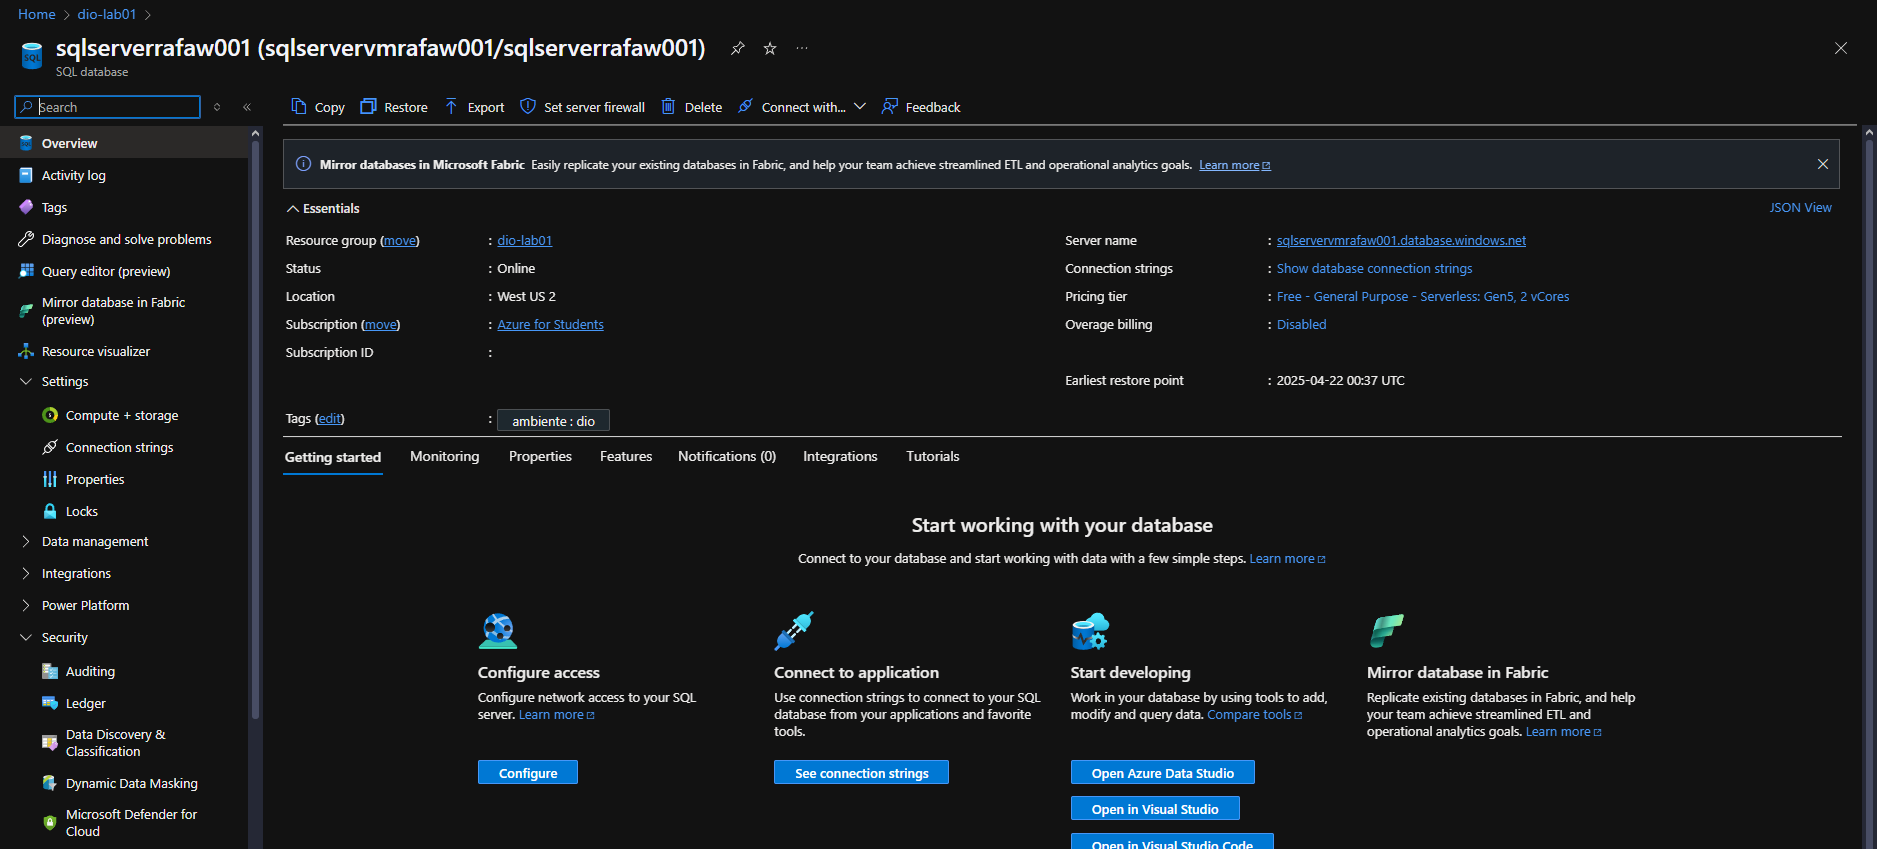 Home > dio-lab01 >
sqlserverrafaw001 (sqlservervmrafaw001/sqlserverrafaw001)
SQL database
Search
Copy Restore Export Set server firewall Delete Connect with... Feedback
Overview
Activity log
Tags
Diagnose and solve problems
Query editor (preview)
Mirror database in Fabric
(preview)
Resource visualizer
Settings
Compute + storage
Connection strings
Properties
Locks
Data management
Integrations
Power Platform
Security
Auditing
Ledger
Data Discovery &
Classification
Dynamic Data Masking
Microsoft Defender for
Cloud
Mirror databases in Microsoft Fabric Easily replicate your existing databases in Fabric, and help your team achieve streamlined ETL and operational analytics goals. Learn more
Essentials
JSON View
Resource group (move) : dio-lab01
Status : Online
Location : West US 2
Subscription (move) : Azure for Students
Subscription ID :
Server name : sqlservervmrafaw001.database.windows.net
Connection strings : Show database connection strings
Pricing tier : Free - General Purpose - Serverless: Gen5, 2 vCores
Overage billing : Disabled
Earliest restore point : 2025-04-22 00:37 UTC
Tags (edit) : ambiente : dio
Getting started Monitoring Properties Features Notifications (0) Integrations Tutorials
Start working with your database
Connect to your database and start working with data with a few simple steps. Learn more
Configure access
Configure network access to your SQL
server. Learn more
Configure
Connect to application
Use connection strings to connect to your SQL
database from your applications and favorite
tools.
See connection strings
Start developing
Work in your database by using tools to add,
modify and query data. Compare tools
Open Azure Data Studio
Open in Visual Studio
Open in Visual Studio Code
Mirror database in Fabric
Replicate existing databases in Fabric, and help
your team achieve streamlined ETL and
operational analytics goals. Learn more